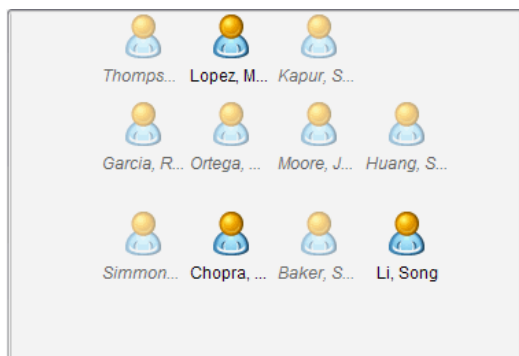 Thomps... Lopez, M... Kapur, S...
Garcia, R... Ortega, ... Moore, J... Huang, S...
Simmon... Chopra, ... Baker, S... Li, Song